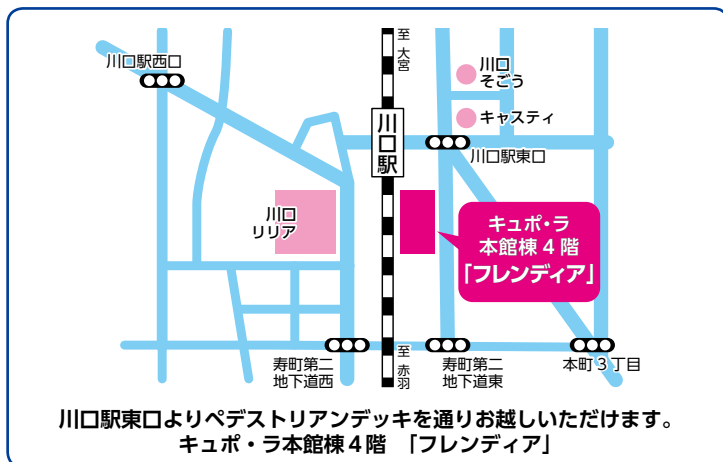 至 大宮
川口駅西口
川口
そごう
キャスティ
川口駅
川口駅東口
川口
リリア
キュポ・ラ
本館棟４階
「フレンディア」
至 赤羽
寿町第二
地下道西
寿町第二
地下道東
本町３丁目
川口駅東口よりペデストリアンデッキを通りお越しいただけます。
キュポ・ラ本館棟４階　「フレンディア」